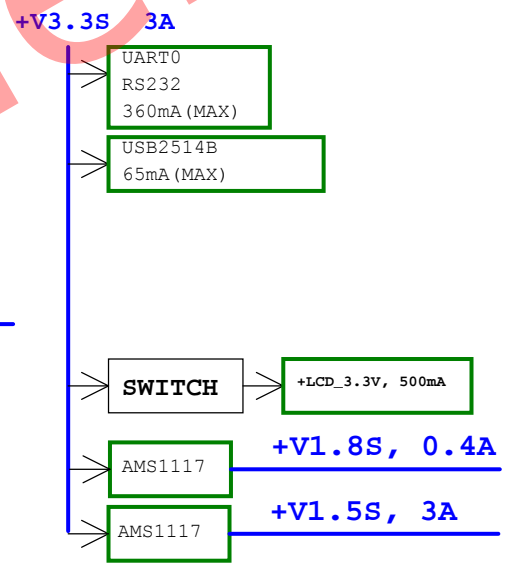 +V3.3S 3A
UART0
RS232
360mA(MAX)
USB2514B
65mA(MAX)
SWITCH
+LCD_3.3V, 500mA
+V1.8S, 0.4A
AMS1117
+V1.5S, 3A
AMS1117